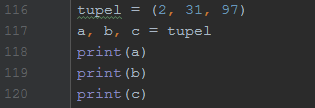 116 tupel = (2, 31, 97)
117 a, b, c = tupel
118 print(a)
119 print(b)
120 print(c)